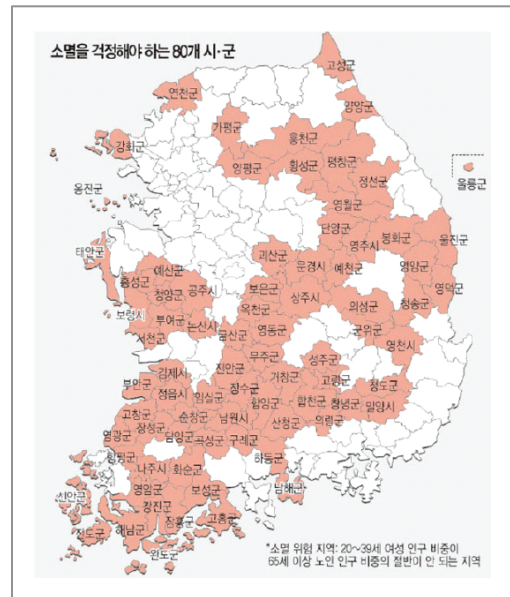 소멸을 걱정해야 하는 80개 시·군
고성군
연천군
양양군
가평군
강화군
홍천군
양평군
횡성군
평창군
정선군
울릉군
옹진군
영월군
단양군
태안군
봉화군
울진군
영주시
괴산군
예산군
문경시
예천군
영양군
홍성군
공주시
보은군
청양군
상주시
의성군
청송군
영덕군
옥천군
보령시
부여군
논산시
영동군
군위군
서천군
금산군
영천시
무주군
성주군
김제시
진안군
고령군
부안군
거창군
청도군
정읍시
임실군
장수군
합천군
창녕군
밀양시
함양군
고창군
순창군
남원시
의령군
장성군
산청군
영광군
담양군
곡성군
구례군
함평군
하동군
나주시
화순군
남해군
신안군
영암군
보성군
강진군
고흥군
장흥군
진도군
해남군
완도군
*소멸 위험 지역: 20~39세 여성 인구 비중이
65세 이상 노인 인구 비중의 절반이 안 되는 지역